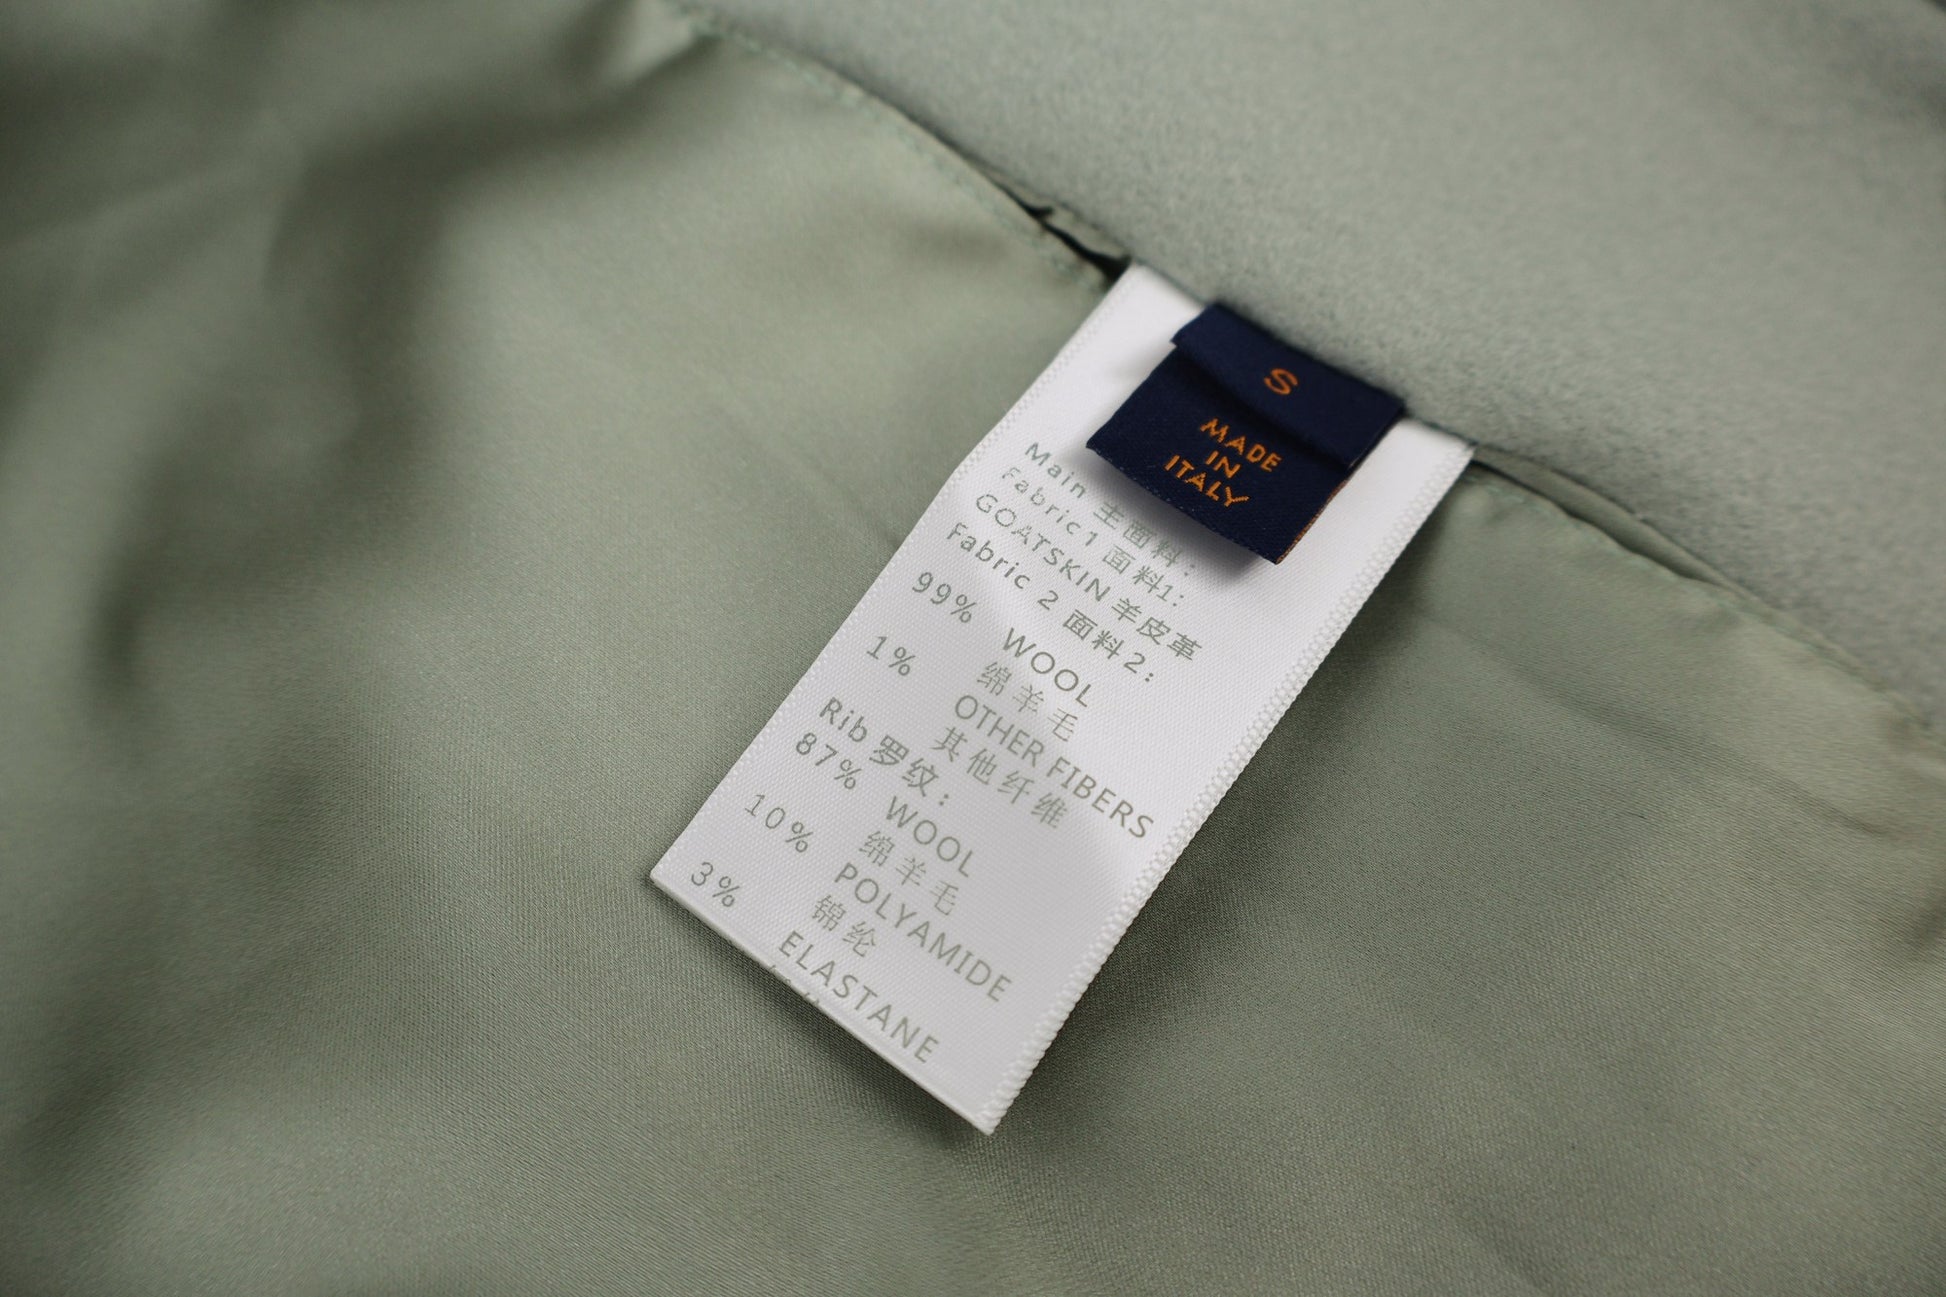 S
MADE
IN
ITALY
Main 主面料:
Fabric1 面料1:
GOATSKIN 羊皮革
Fabric 2 面料2:
99% WOOL
绵羊毛
1% OTHER FIBERS
其他纤维
Rib 罗纹:
87% WOOL
绵羊毛
10% POLYAMIDE
锦纶
3% ELASTANE